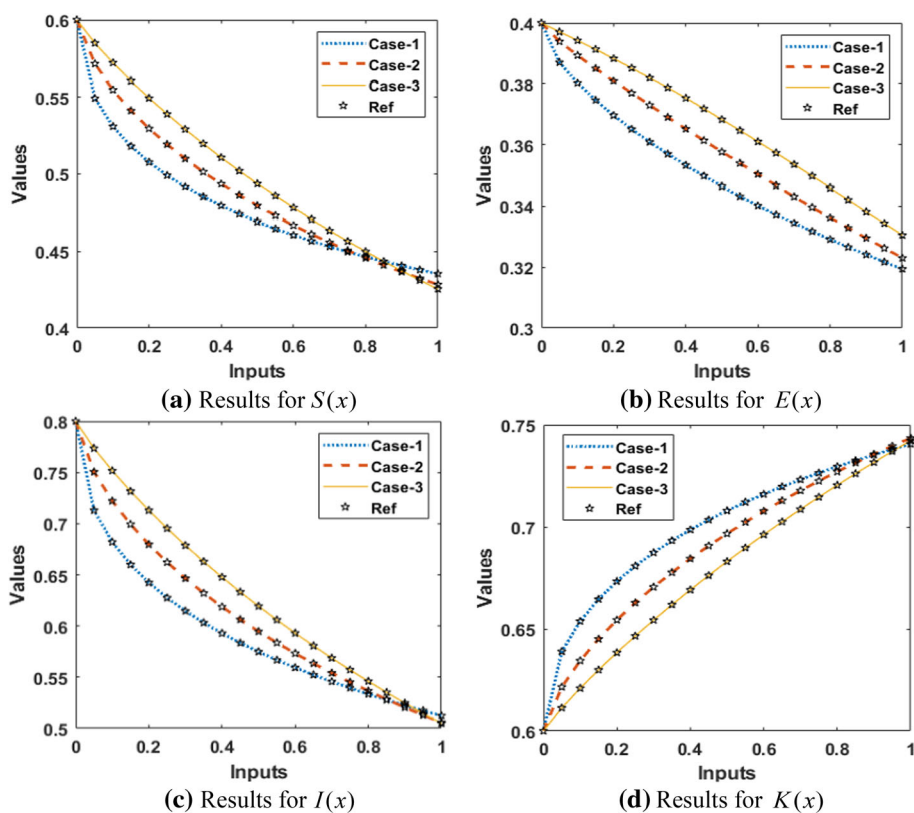 0.6
0.55
0.5
0.45
0.4
Values
0 0.2 0.4 0.6 0.8 1
Inputs
Case-1
Case-2
Case-3
Ref
(a) Results for S(x)
0.4
0.38
0.36
0.34
0.32
0.3
Values
0 0.2 0.4 0.6 0.8 1
Inputs
Case-1
Case-2
Case-3
Ref
(b) Results for E(x)
0.8
0.75
0.7
0.65
0.6
0.55
0.5
Values
0 0.2 0.4 0.6 0.8 1
Inputs
Case-1
Case-2
Case-3
Ref
(c) Results for I(x)
0.75
0.7
0.65
0.6
Values
0 0.2 0.4 0.6 0.8 1
Inputs
Case-1
Case-2
Case-3
Ref
(d) Results for K(x)